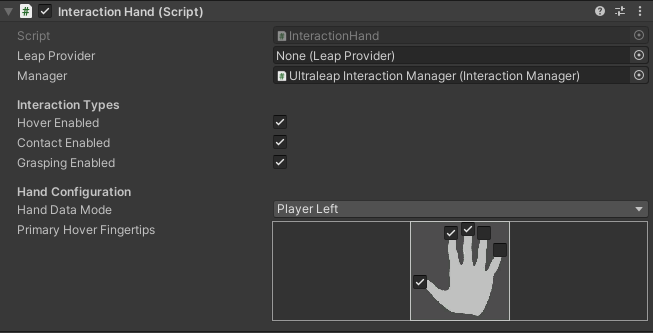 Interaction Hand (Script)
Script InteractionHand
Leap Provider None (Leap Provider)
Manager Ultraleap Interaction Manager (Interaction Manager)
Interaction Types
Hover Enabled
Contact Enabled
Grasping Enabled
Hand Configuration
Hand Data Mode Player Left
Primary Hover Fingertips